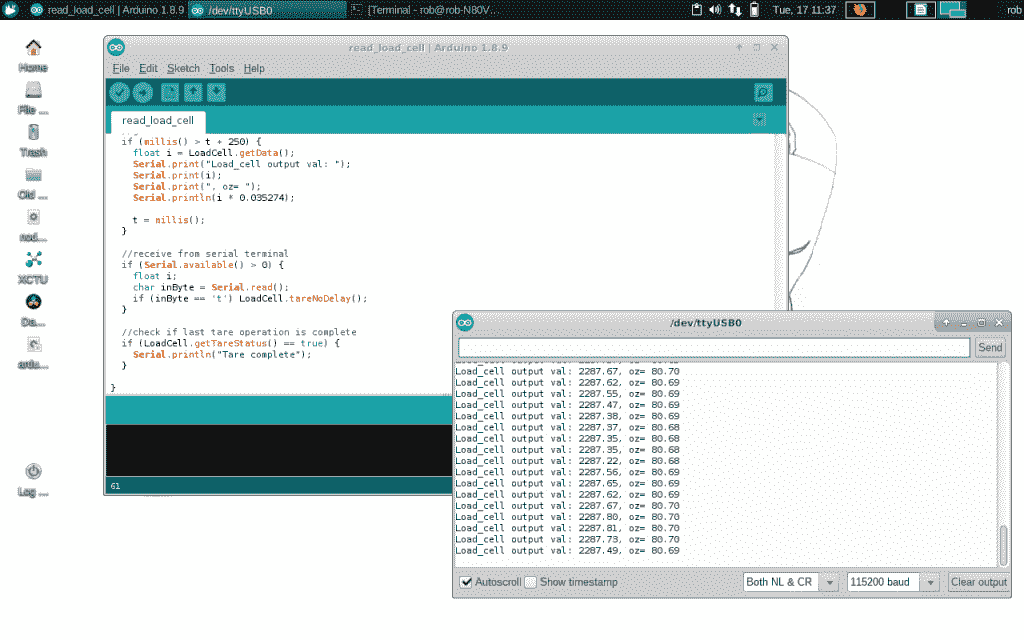 read_load_cell | Arduino 1.8.9
/dev/ttyUSB0
[Terminal - rob@rob-N80V...
Tue, 17 11:37
rob
Home
File ...
Trash
Old ...
nod...
XCTU
Da...
ardu...
Log ...
read_load_cell | Arduino 1.8.9
File Edit Sketch Tools Help
read_load_cell
if (millis() > t + 250) {
float i = LoadCell.getData();
Serial.print("Load_cell output val: ");
Serial.print(i);
Serial.print(", oz= ");
Serial.println(i * 0.035274);
t = millis();
}
//receive from serial terminal
if (Serial.available() > 0) {
float i;
char inByte = Serial.read();
if (inByte == 't') LoadCell.tareNoDelay();
}
//check if last tare operation is complete
if (LoadCell.getTareStatus() == true) {
Serial.println("Tare complete");
}
}
61
/dev/ttyUSB0
Send
Load_cell output val: 2287.67, oz= 80.70
Load_cell output val: 2287.62, oz= 80.69
Load_cell output val: 2287.55, oz= 80.69
Load_cell output val: 2287.47, oz= 80.69
Load_cell output val: 2287.38, oz= 80.69
Load_cell output val: 2287.37, oz= 80.68
Load_cell output val: 2287.35, oz= 80.68
Load_cell output val: 2287.35, oz= 80.68
Load_cell output val: 2287.22, oz= 80.68
Load_cell output val: 2287.56, oz= 80.69
Load_cell output val: 2287.65, oz= 80.69
Load_cell output val: 2287.62, oz= 80.69
Load_cell output val: 2287.67, oz= 80.70
Load_cell output val: 2287.80, oz= 80.70
Load_cell output val: 2287.81, oz= 80.70
Load_cell output val: 2287.73, oz= 80.70
Load_cell output val: 2287.49, oz= 80.69
Autoscroll Show timestamp Both NL & CR 115200 baud Clear output